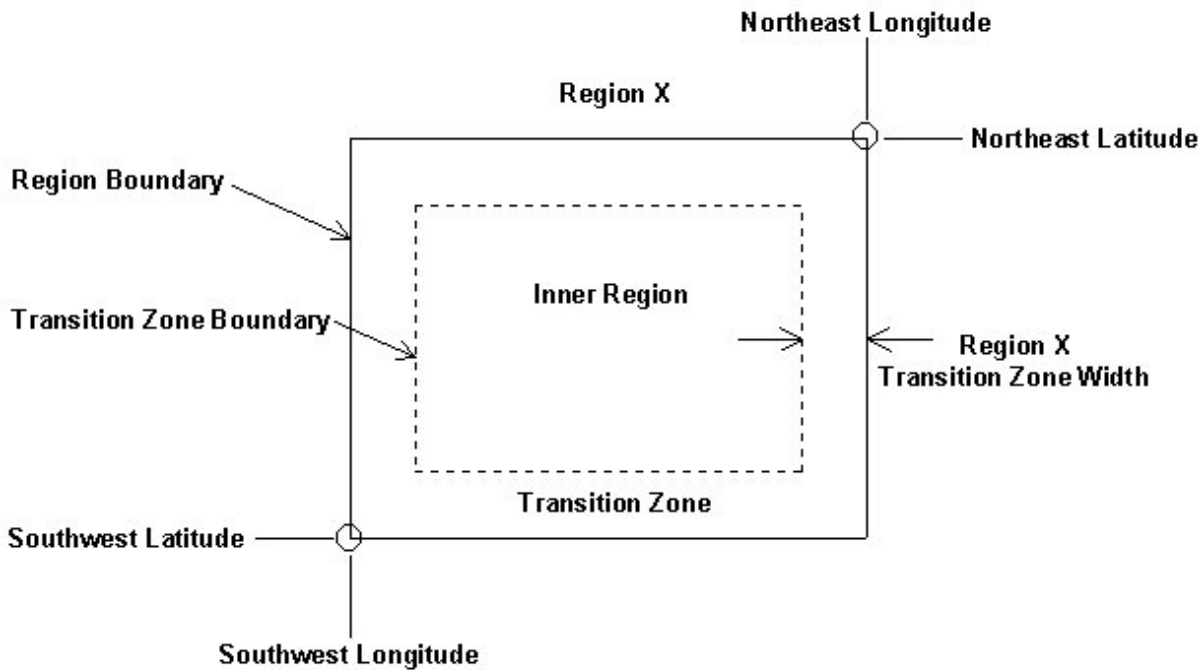 Northeast Longitude
Region X
Northeast Latitude
Region Boundary
Inner Region
Transition Zone Boundary
Region X
Transition Zone Width
Transition Zone
Southwest Latitude
Southwest Longitude